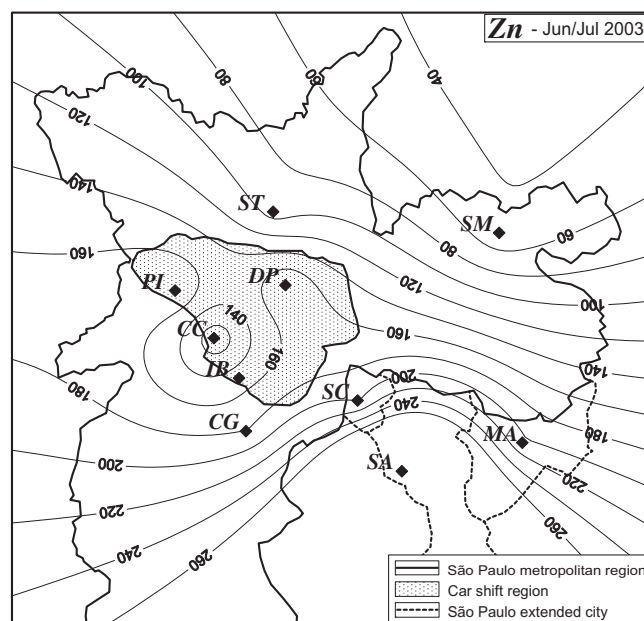 Zn - Jun/Jul 2003
100
80
60
40
120
140
160
ST
SM
60
80
120
100
PI
DP
140
CC
160
160
140
160
IB
180
200
SC
240
CG
MA
180
200
SA
220
220
260
240
260
São Paulo metropolitan region
Car shift region
São Paulo extended city